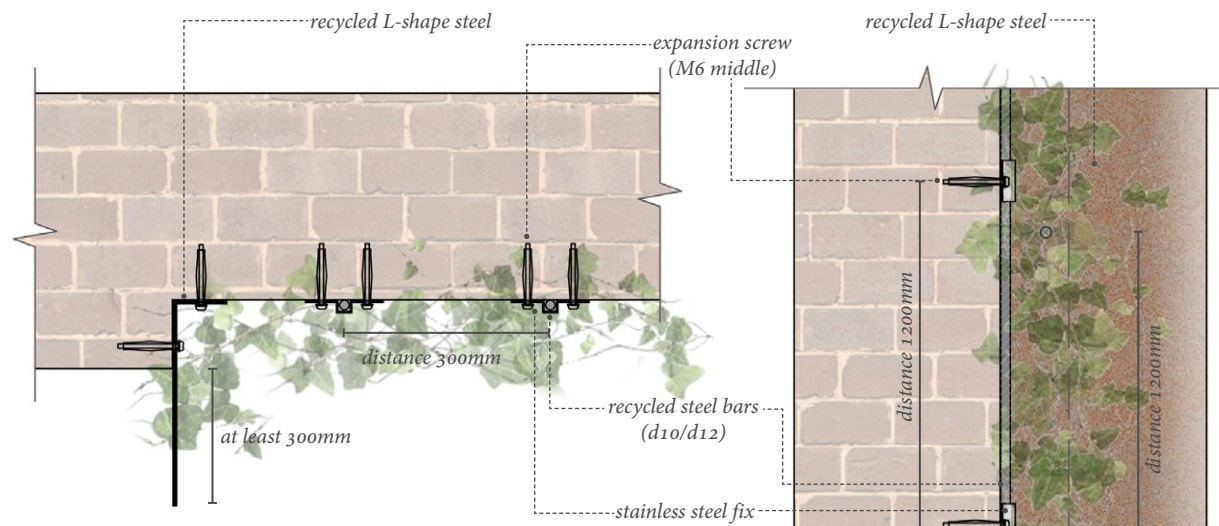 recycled L-shape steel
recycled L-shape steel
expansion screw
(M6 middle)
distance 1200mm
distance 1200mm
distance 300mm
at least 300mm
recycled steel bars
(d10/d12)
stainless steel fix